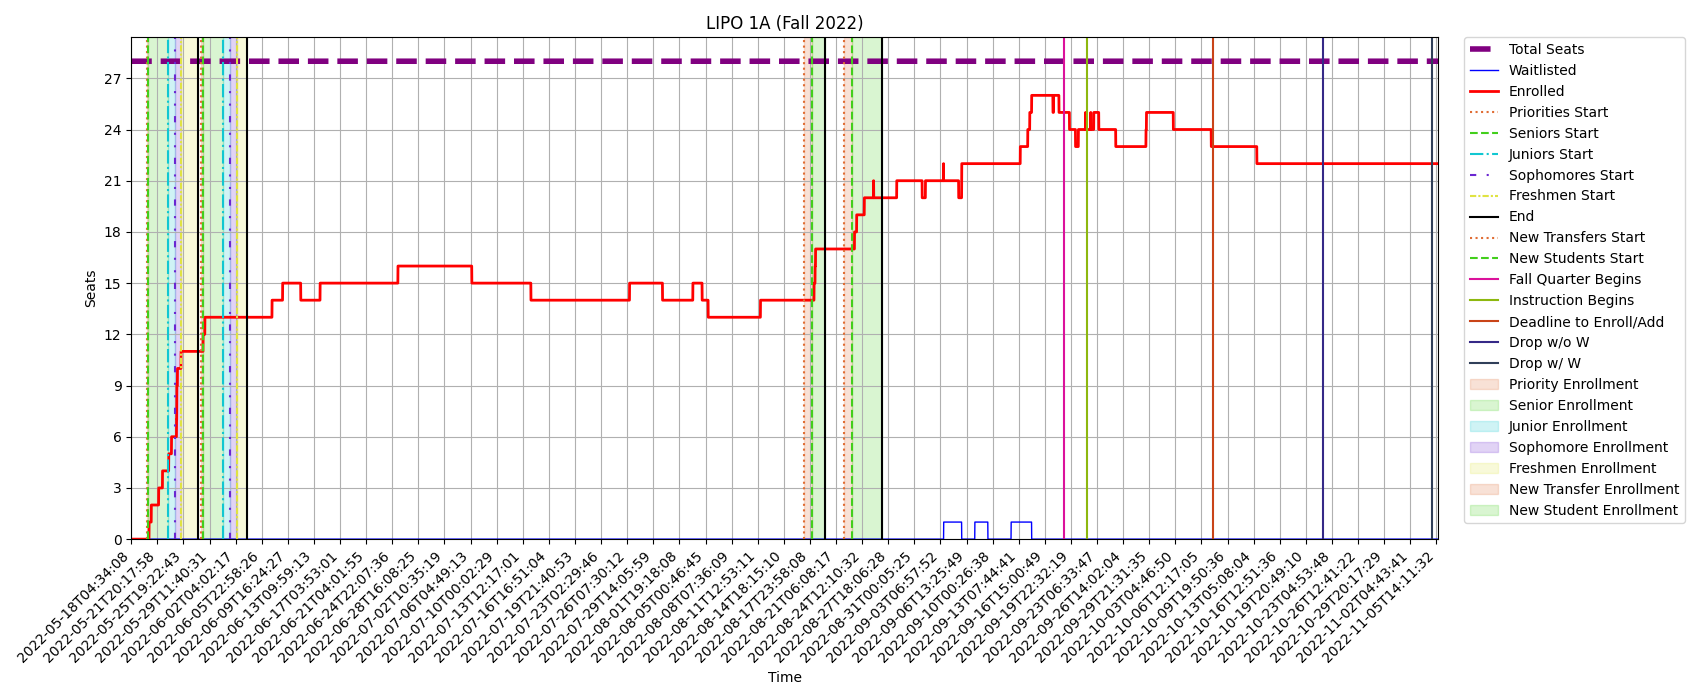 LIPO 1A (Fall 2022)
Seats
27
24
21
18
15
12
9
6
3
0
2022-05-18T04:34:08
2022-05-21T20:17:58
2022-05-25T19:22:43
2022-05-29T11:40:31
2022-06-02T04:02:17
2022-06-05T22:58:26
2022-06-09T16:24:27
2022-06-13T09:59:13
2022-06-17T03:53:01
2022-06-21T04:01:55
2022-06-24T22:07:36
2022-06-28T16:08:25
2022-07-02T10:35:19
2022-07-06T04:49:13
2022-07-10T00:02:29
2022-07-13T12:17:01
2022-07-16T16:51:04
2022-07-19T21:40:53
2022-07-23T02:29:46
2022-07-26T07:30:12
2022-07-29T14:05:59
2022-08-01T19:18:08
2022-08-05T00:46:45
2022-08-08T07:36:09
2022-08-11T12:53:11
2022-08-14T18:15:10
2022-08-17T23:58:08
2022-08-21T06:08:17
2022-08-24T12:10:32
2022-08-27T18:06:28
2022-08-31T00:05:25
2022-09-03T06:57:52
2022-09-06T13:25:49
2022-09-10T00:26:38
2022-09-13T07:44:41
2022-09-16T15:00:49
2022-09-19T22:32:19
2022-09-23T06:33:47
2022-09-26T14:02:04
2022-09-29T21:31:35
2022-10-03T04:46:50
2022-10-06T12:17:05
2022-10-09T19:50:36
2022-10-13T05:08:04
2022-10-16T12:51:36
2022-10-19T20:49:10
2022-10-23T04:53:48
2022-10-26T12:41:22
2022-10-29T20:17:29
2022-11-02T04:43:41
2022-11-05T14:11:32
Time
Total Seats
Waitlisted
Enrolled
Priorities Start
Seniors Start
Juniors Start
Sophomores Start
Freshmen Start
End
New Transfers Start
New Students Start
Fall Quarter Begins
Instruction Begins
Deadline to Enroll/Add
Drop w/o W
Drop w/ W
Priority Enrollment
Senior Enrollment
Junior Enrollment
Sophomore Enrollment
Freshmen Enrollment
New Transfer Enrollment
New Student Enrollment